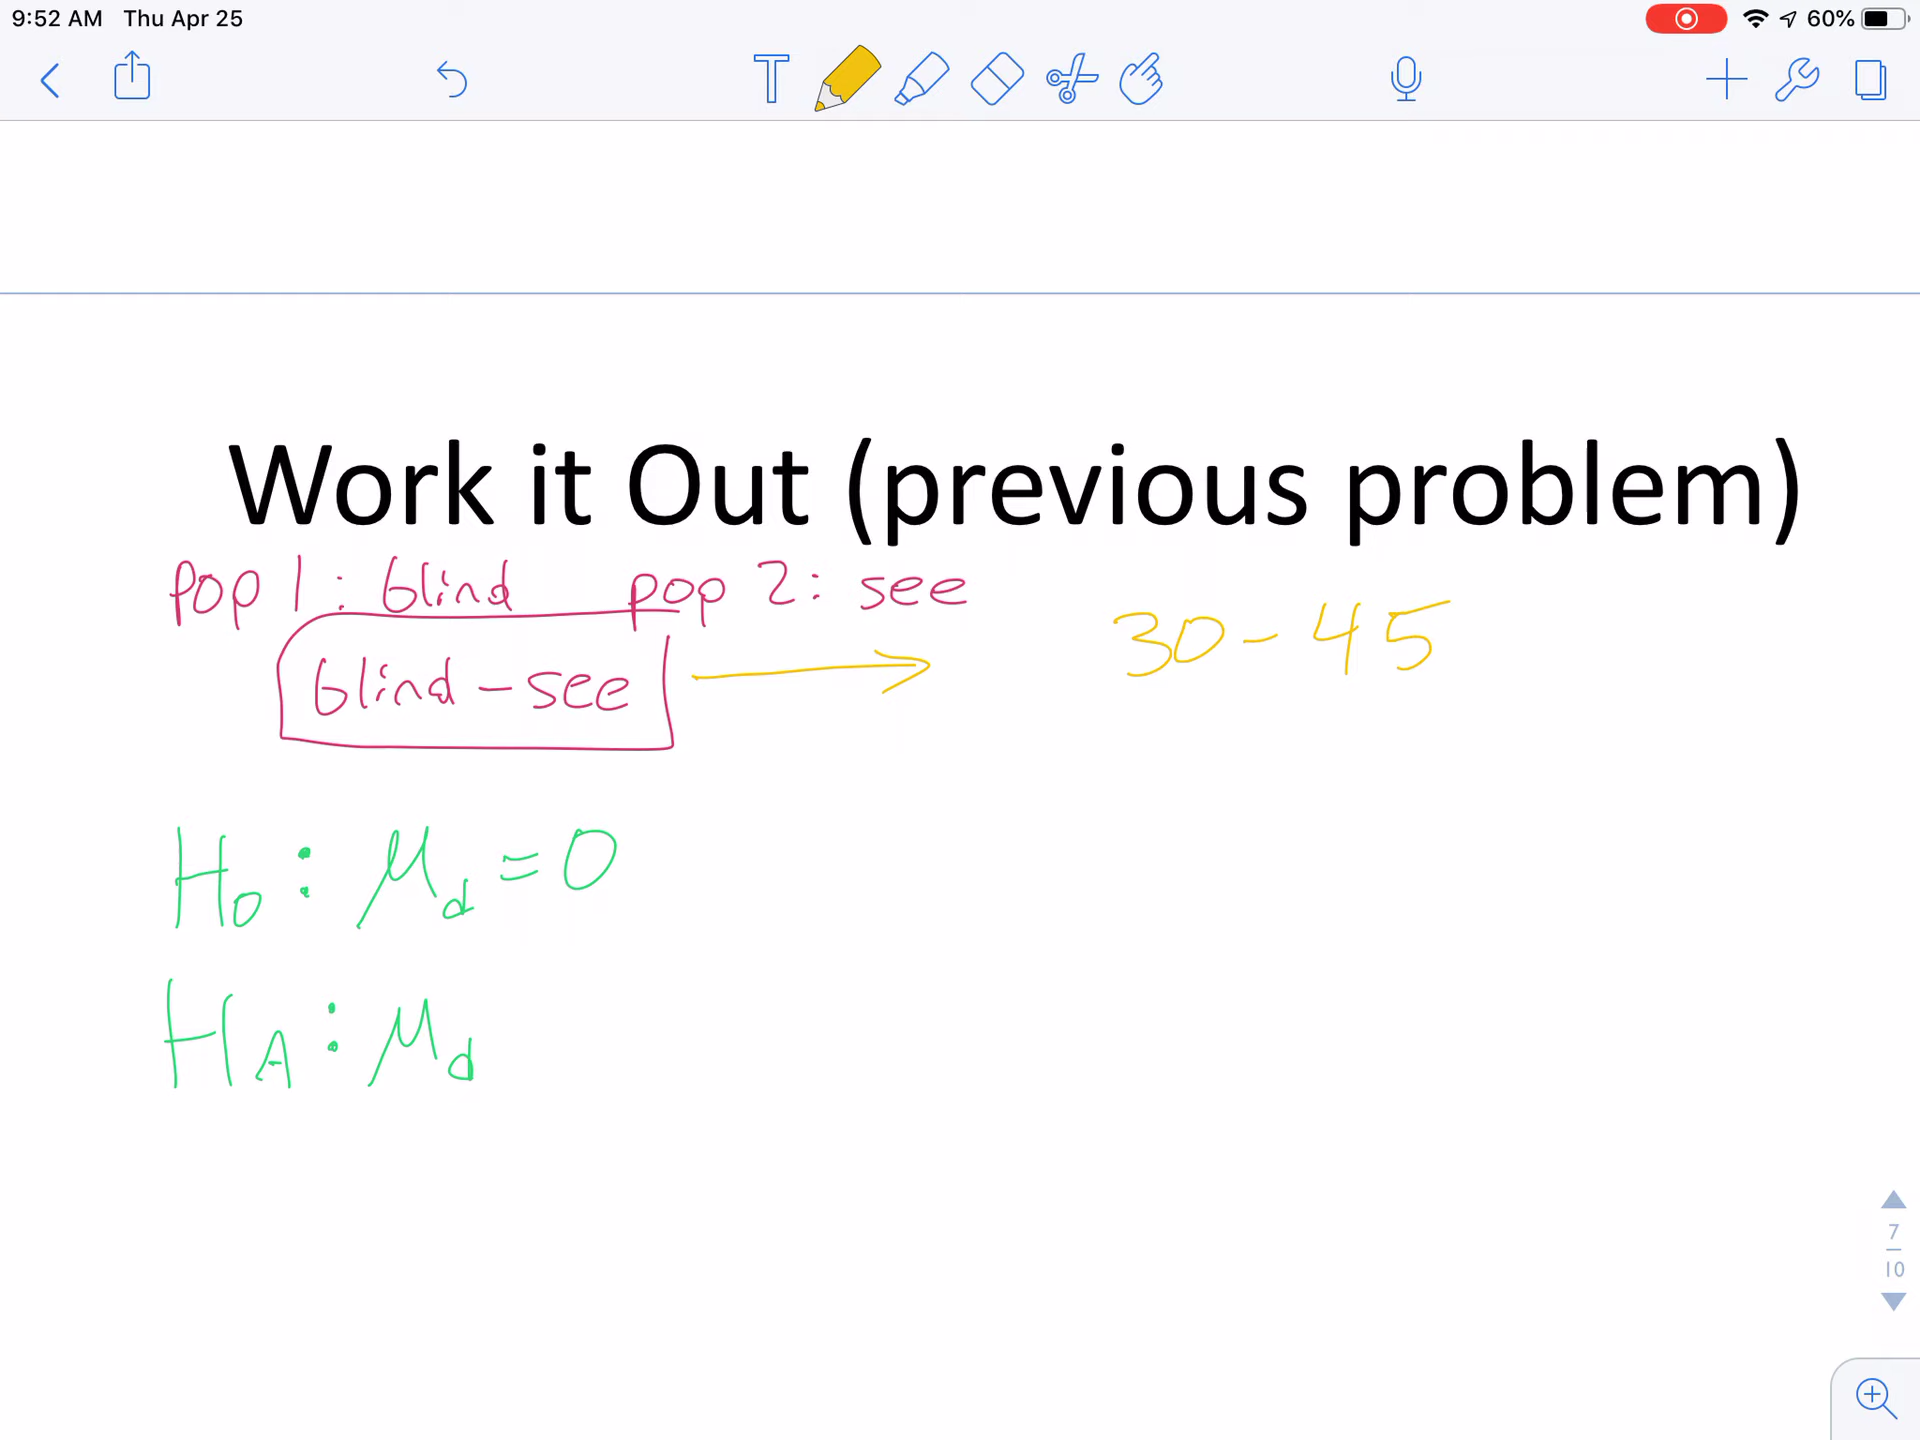 9:52 AM Thu Apr 25 60%
T
Work it Out (previous problem)
pop 1: blind pop 2: see
30-45
blind-see
H0: μd=0
HA: μd
7
10